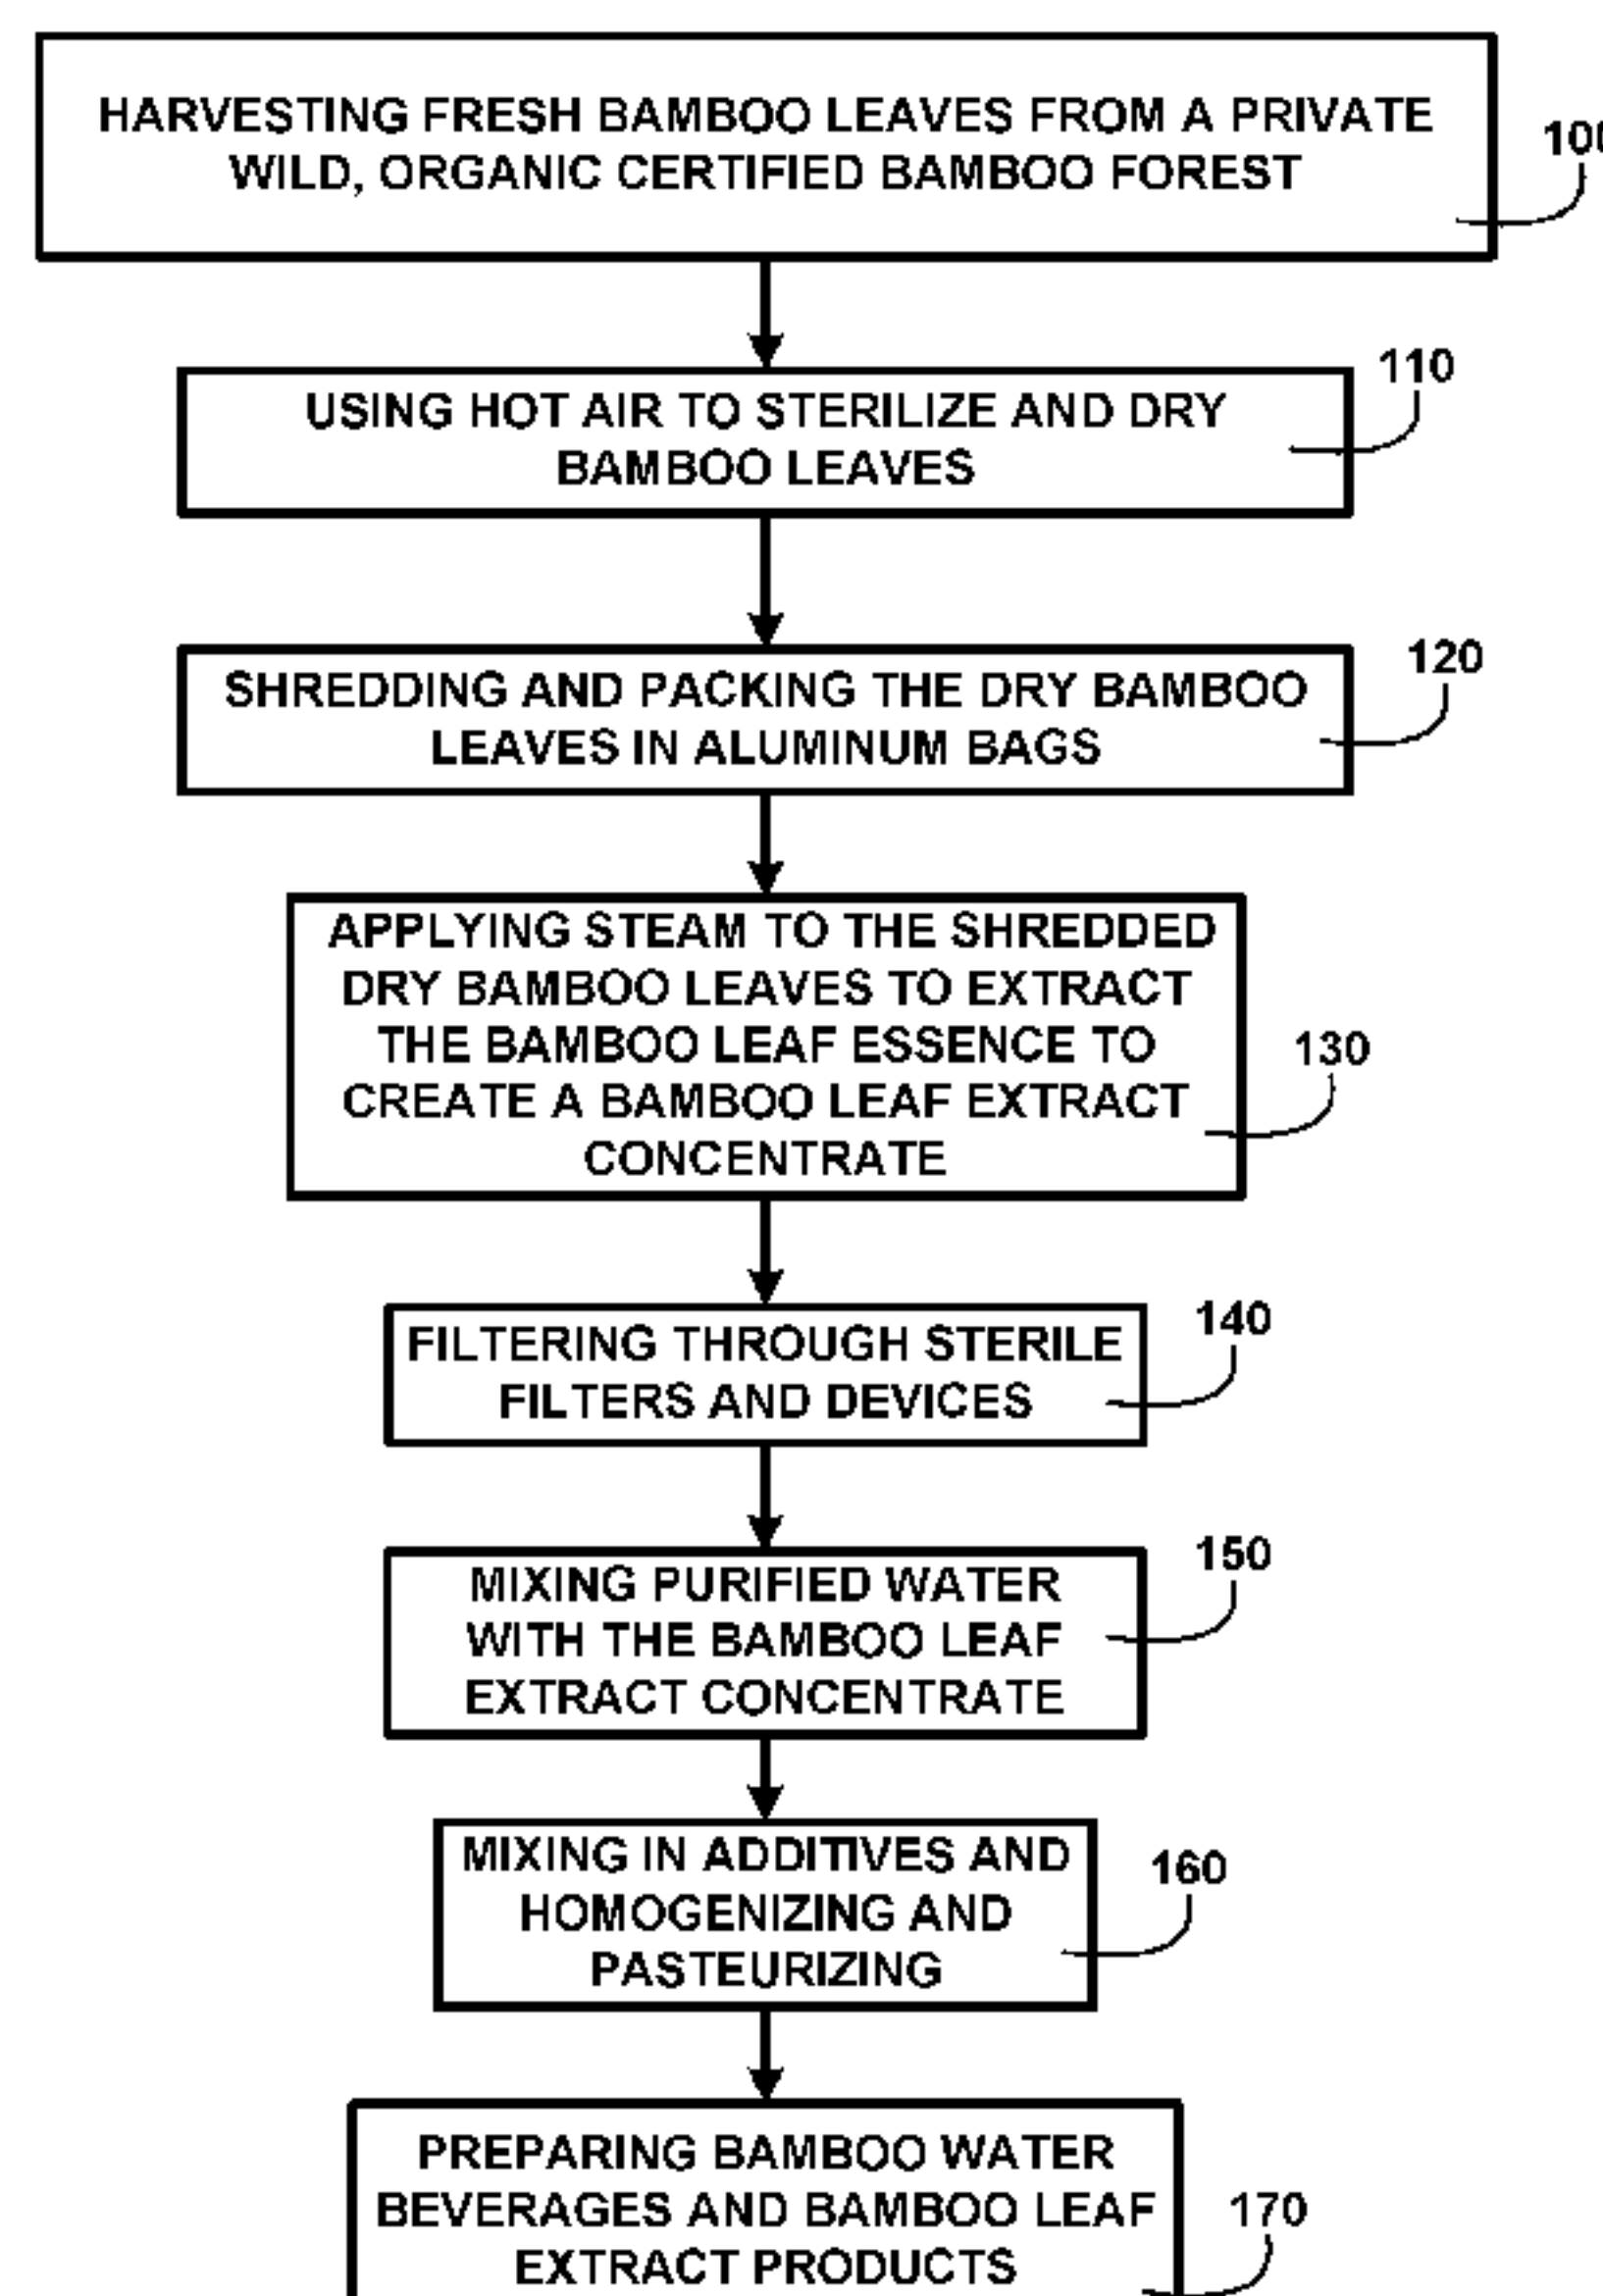 HARVESTING FRESH BAMBOO LEAVES FROM A PRIVATE
WILD, ORGANIC CERTIFIED BAMBOO FOREST
100
110
USING HOT AIR TO STERILIZE AND DRY
BAMBOO LEAVES
120
SHREDDING AND PACKING THE DRY BAMBOO
LEAVES IN ALUMINUM BAGS
APPLYING STEAM TO THE SHREDDED
DRY BAMBOO LEAVES TO EXTRACT
THE BAMBOO LEAF ESSENCE TO
CREATE A BAMBOO LEAF EXTRACT
CONCENTRATE
130
140
FILTERING THROUGH STERILE
FILTERS AND DEVICES
150
MIXING PURIFIED WATER
WITH THE BAMBOO LEAF
EXTRACT CONCENTRATE
MIXING IN ADDITIVES AND
HOMOGENIZING AND
PASTEURIZING
160
PREPARING BAMBOO WATER
BEVERAGES AND BAMBOO LEAF
EXTRACT PRODUCTS
170